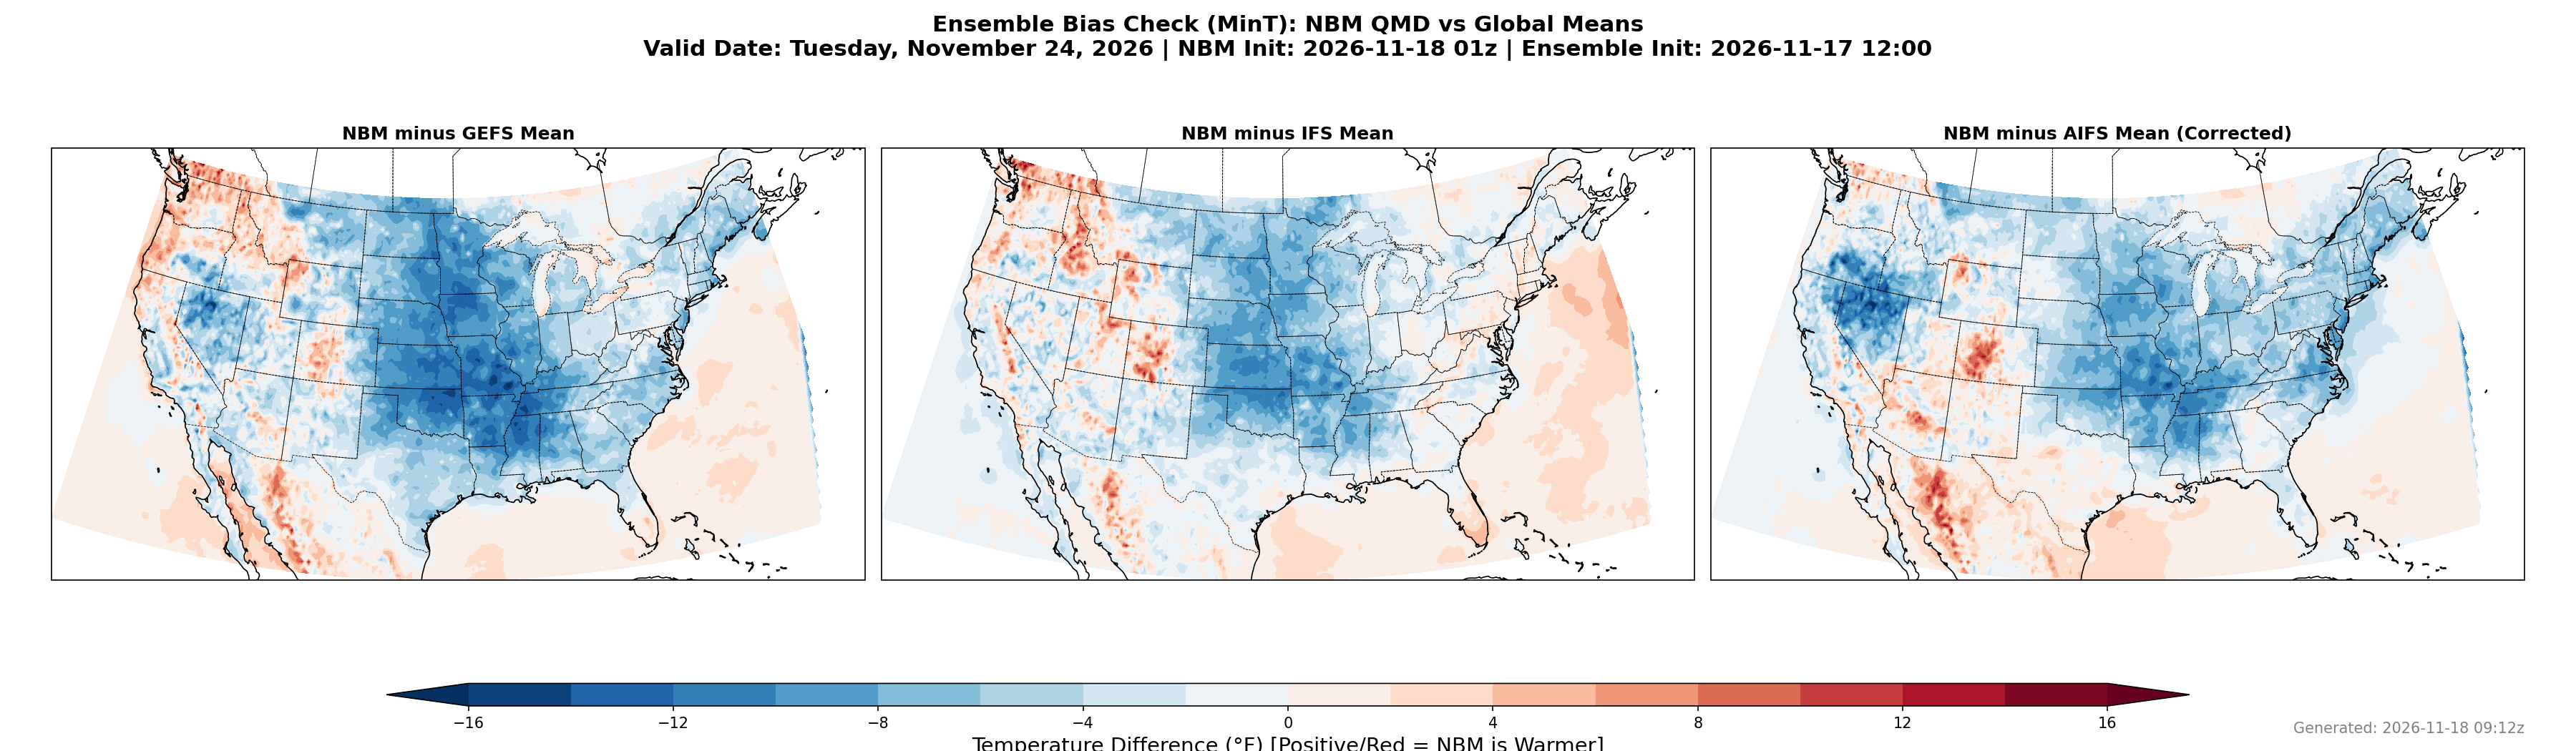 Ensemble Bias Check (MinT): NBM QMD vs Global Means
Valid Date: Tuesday, November 24, 2026 | NBM Init: 2026-11-18 01z | Ensemble Init: 2026-11-17 12:00
NBM minus GEFS Mean
NBM minus IFS Mean
NBM minus AIFS Mean (Corrected)
−16 −12 −8 −4 0 4 8 12 16
Generated: 2026-11-18 09:12z
Temperature Difference (°F) [Positive/Red = NBM is Warmer]